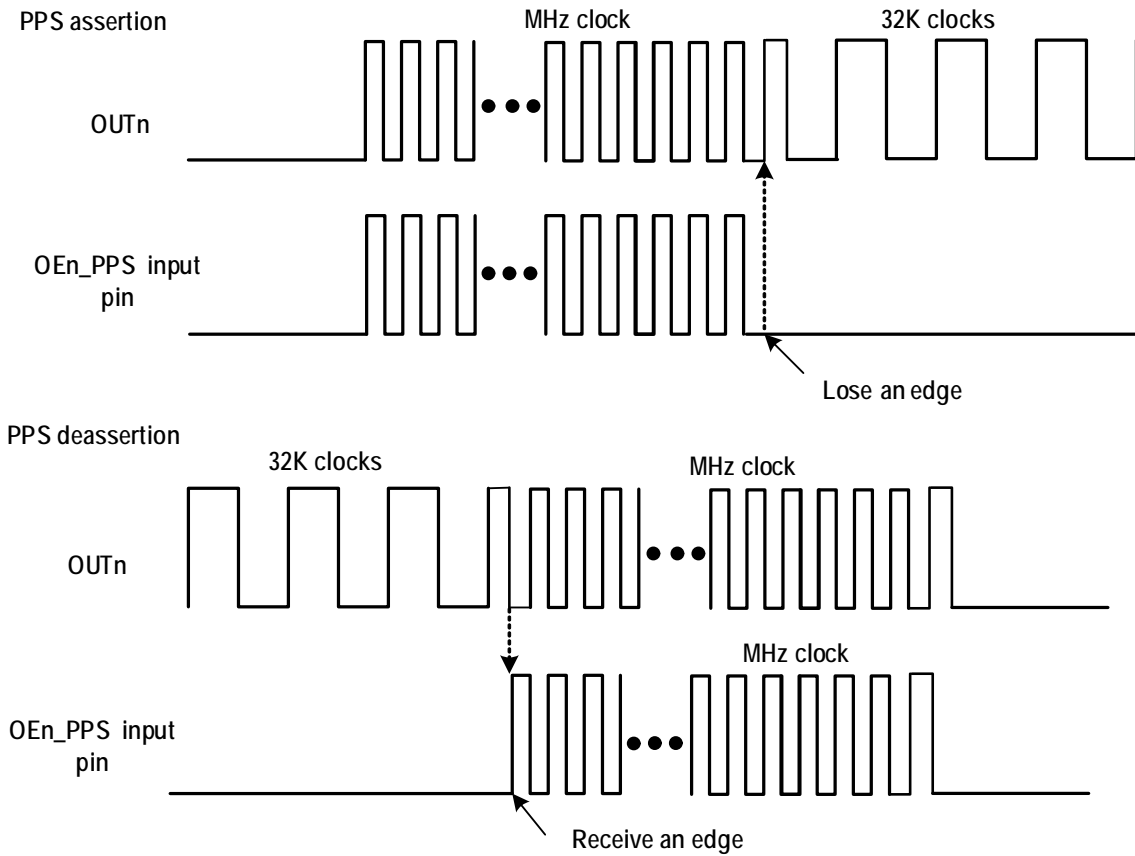 PPS assertion
MHz clock
32K clocks
OUTn
OEn_PPS input
pin
Lose an edge
PPS deassertion
32K clocks
MHz clock
OUTn
MHz clock
OEn_PPS input
pin
Receive an edge